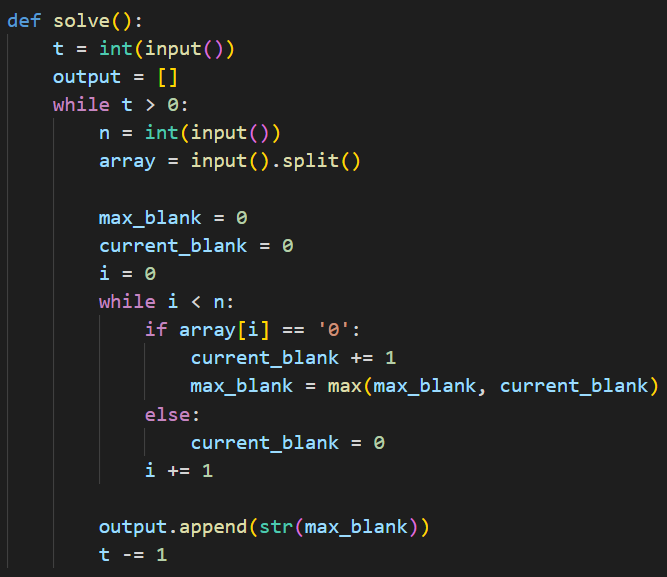 def solve():
    t = int(input())
    output = []
    while t > 0:
        n = int(input())
        array = input().split()

        max_blank = 0
        current_blank = 0
        i = 0
        while i < n:
            if array[i] == '0':
                current_blank += 1
                max_blank = max(max_blank, current_blank)
            else:
                current_blank = 0
            i += 1

        output.append(str(max_blank))
        t -= 1